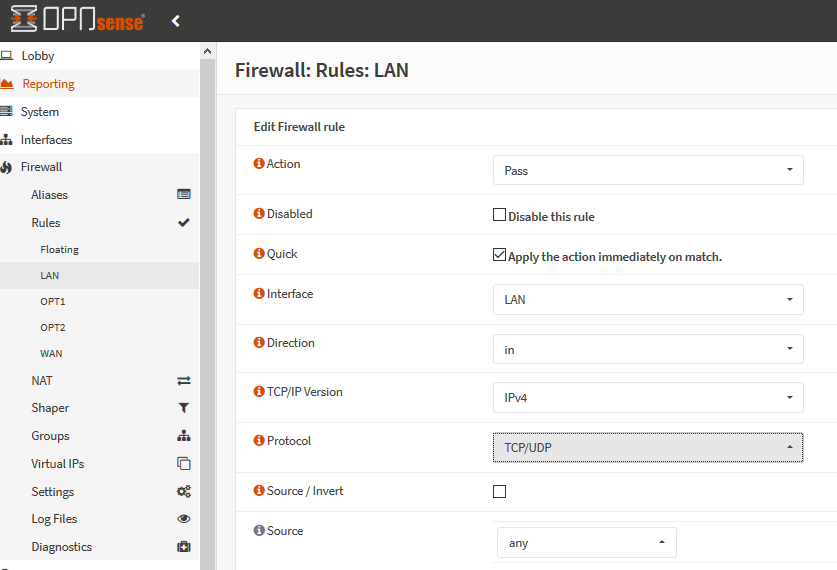 OPNsense
Lobby
Reporting
System
Interfaces
Firewall
Aliases
Rules
Floating
LAN
OPT1
OPT2
WAN
NAT
Shaper
Groups
Virtual IPs
Settings
Log Files
Diagnostics
Firewall: Rules: LAN
Edit Firewall rule
Action
Pass
Disabled
Disable this rule
Quick
Apply the action immediately on match.
Interface
LAN
Direction
in
TCP/IP Version
IPv4
Protocol
TCP/UDP
Source / Invert
Source
any